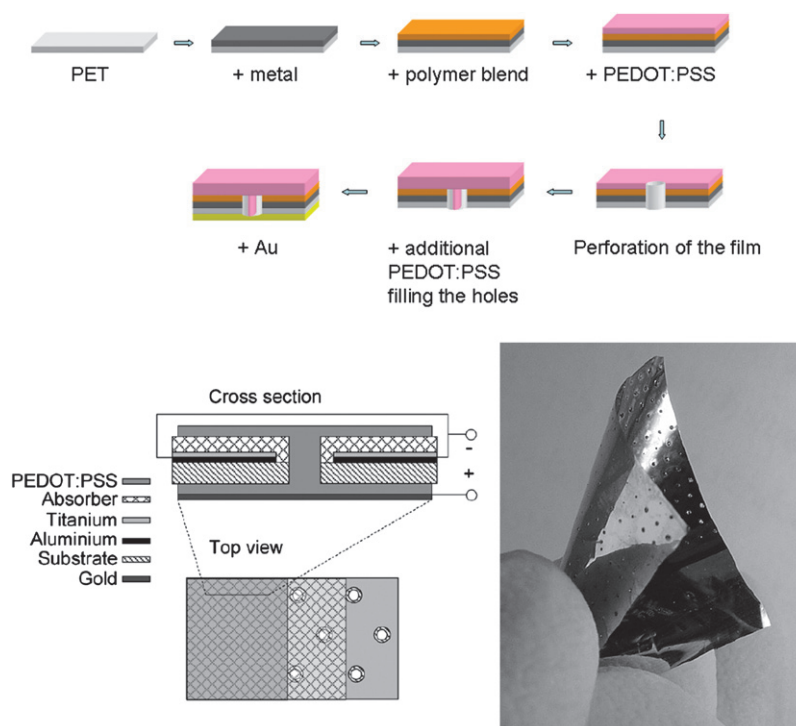 PET
+ metal
+ polymer blend
+ PEDOT:PSS
+ Au
+ additional
PEDOT:PSS
filling the holes
Perforation of the film
Cross section
-
+
PEDOT:PSS
Absorber
Titanium
Aluminium
Substrate
Gold
Top view